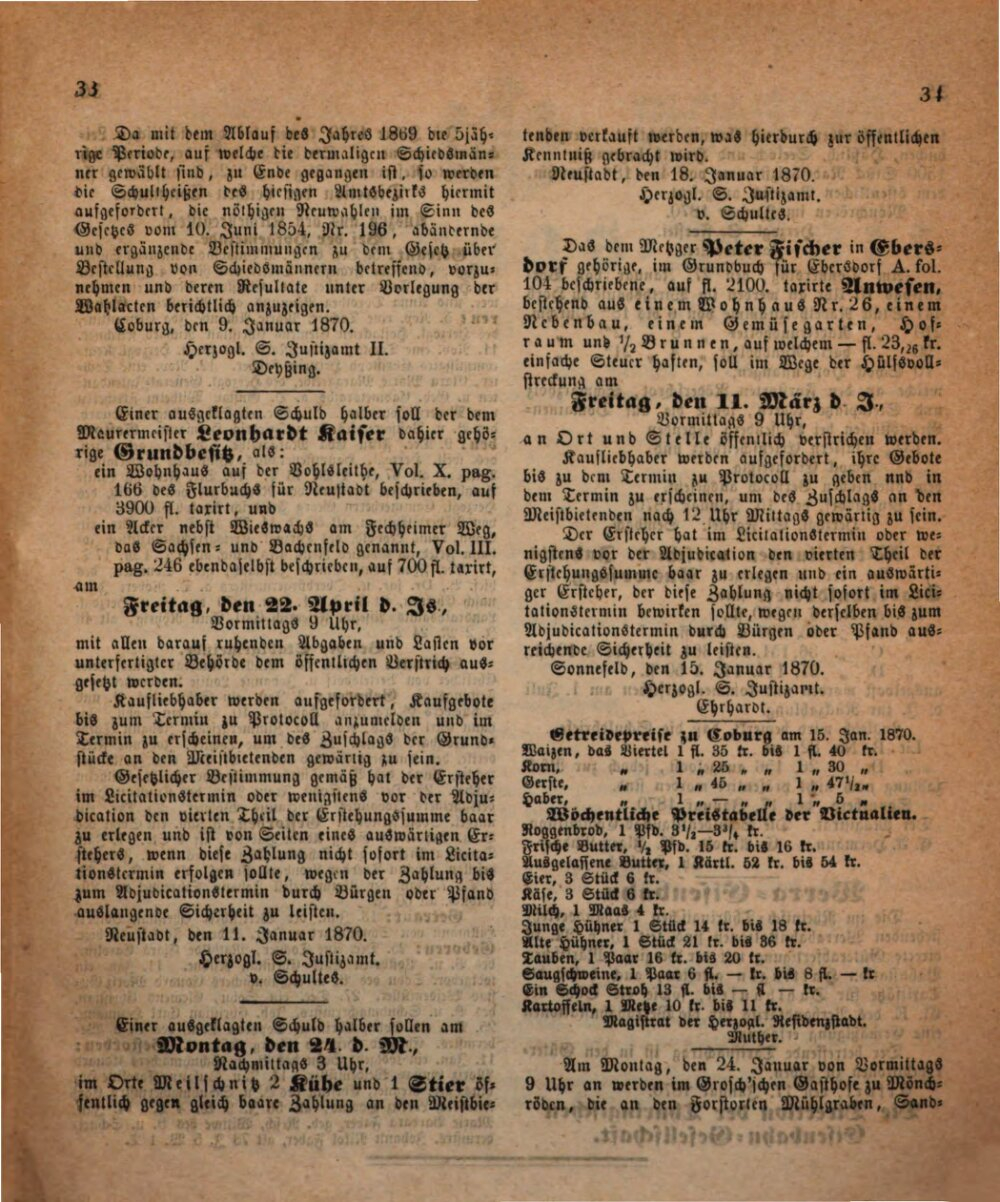 33
Da mit dem Ablauf des Jahres 1869 die 5jäh-
rige Periode, auf welche die dermaligen Schiedsmän-
ner gewählt sind, zu Ende gegangen ist, so werden
die Schultheißen des hiesigen Amtsbezirks hiermit
aufgefordert, die nöthigen Neuwahlen im Sinn des
Gesetzes vom 10. Juni 1854, Nr. 196, abändernde
und ergänzende Bestimmungen zu dem Gesetz über
Bestellung von Schiedsmännern betreffend, vorzu-
nehmen und deren Resultate unter Vorlegung der
Wahlacten berichtlich anzuzeigen.
Coburg, den 9. Januar 1870.
Herzogl. S. Justizamt II.
Deyßing.
Einer ausgeklagten Schuld halber soll der dem
Maurermeister Leonhardt Kaiser dahier gehö-
rige Grundbesitz, als:
ein Wohnhaus auf der Vohlsleithe, Vol. X. pag.
166 des Flurbuchs für Neustadt beschrieben, auf
3900 fl. taxirt, und
ein Acker nebst Wieswachs am Fechheimer Weg,
das Sachsen- und Bachenfeld genannt, Vol. III.
pag. 246 ebendaselbst beschrieben, auf 700 fl. taxirt,
am
Freitag, den 22. April d. Js.,
Vormittags 9 Uhr,
mit allen darauf ruhenden Abgaben und Lasten vor
unterfertigter Behörde dem öffentlichen Verstrich aus-
gesetzt werden.
Kaufliebhaber werden aufgefordert, Kaufgebote
bis zum Termin zu Protocoll anzumelden und im
Termin zu erscheinen, um des Zuschlags der Grund-
stücke an den Meistbietenden gewärtig zu sein.
Gesetzlicher Bestimmung gemäß hat der Ersteher
im Licitationstermin oder wenigstens vor der Adju-
dication den vierten Theil der Erstehungssumme baar
zu erlegen und ist von Seiten eines auswärtigen Er-
stehers, wenn diese Zahlung nicht sofort im Licita-
tionstermin erfolgen sollte, wegen der Zahlung bis
zum Adjudicationstermin durch Bürgen oder Pfand
auslangende Sicherheit zu leisten.
Neustadt, den 11. Januar 1870.
Herzogl. S. Justizamt.
v. Schultes.
Einer ausgeklagten Schuld halber sollen am
Montag, den 24. d. M.,
Nachmittags 3 Uhr,
im Orte Meilschnitz 2 Kühe und 1 Stier öf-
fentlich gegen gleich baare Zahlung an den Meistbie-
34
tenden verkauft werden, was hierdurch zur öffentlichen
Kenntniß gebracht wird.
Neustadt, den 18. Januar 1870.
Herzogl. S. Justizamt.
v. Schultes.
Das dem Metzger Peter Fischer in Ebers-
dorf gehörige, im Grundbuch für Ebersdorf A. fol.
104 beschriebene, auf fl. 2100. taxirte Anwesen,
bestehend aus einem Wohnhaus Nr. 26, einem
Nebenbau, einem Gemüsegarten, Hof-
raum und 1/2 Brunnen, auf welchem — fl. 23,26 kr.
einfache Steuer haften, soll im Wege der Hülfsvoll-
streckung am
Freitag, den 11. März d. J.,
Vormittags 9 Uhr,
an Ort und Stelle öffentlich verstrichen werden.
Kaufliebhaber werden aufgefordert, ihre Gebote
bis zu dem Termin zu Protocoll zu geben nnd in
dem Termin zu erscheinen, um des Zuschlags an den
Meistbietenden nach 12 Uhr Mittags gewärtig zu sein.
Der Ersteher hat im Licitationstermin oder we-
nigstens vor der Adjudication den vierten Theil der
Erstehungssumme baar zu erlegen und ein auswärti-
ger Ersteher, der diese Zahlung nicht sofort im Lici-
tationstermin bewirken sollte, wegen derselben bis zum
Adjudicationstermin durch Bürgen oder Pfand aus-
reichende Sicherheit zu leisten.
Sonnefeld, den 15. Januar 1870.
Herzogl. S. Justizamt.
Ehrhardt.
Getreidepreise zu Coburg am 15. Jan. 1870.
Waizen, das Viertel 1 fl. 35 kr. bis 1 fl. 40 kr.
Korn, „ 1 „ 25 „ „ 1 „ 30 „
Gerste, „ 1 „ 45 „ „ 1 „ 47 1/2 „
Haber, „ 1 „ — „ „ 1 „ 5 „
Wöchentliche Preistabelle der Victualien.
Roggenbrod, 1 Pfd. 3 1/2—3 3/4 kr.
Frische Butter, 1/2 Pfd. 15 kr. bis 16 kr.
Ausgelassene Butter, 1 Kärtl. 52 kr. bis 54 kr.
Eier, 3 Stück 6 kr.
Käse, 3 Stück 6 kr.
Milch, 1 Maas 4 kr.
Junge Hühner 1 Stück 14 kr. bis 18 kr.
Alte Hühner, 1 Stück 21 kr. bis 36 kr.
Tauben, 1 Paar 16 kr. bis 20 kr.
Saugschweine, 1 Paar 6 fl. — kr. bis 8 fl. — kr
Ein Schock Stroh 13 fl. bis — fl — kr.
Kartoffeln, 1 Metze 10 kr. bis 11 kr.
Magistrat der Herzogl. Residenzstadt.
Muther.
Am Montag, den 24. Januar von Vormittags
9 Uhr an werden im Grosch'schen Gasthofe zu Mönch-
röden, die an den Forstorten Mühlgraben, Sand-